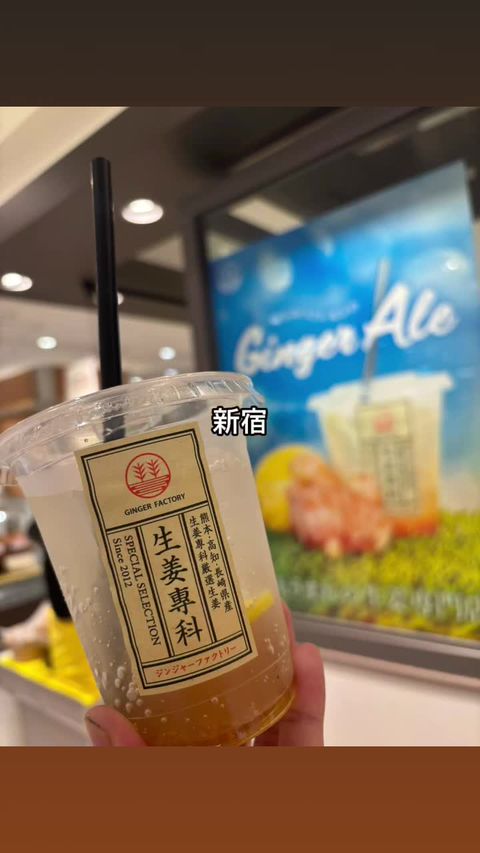 Ginger Ale
新宿
GINGER FACTORY
熊本・高知・長崎県産
生姜専科厳選生姜
生姜専科
SPECIAL SELECTION
Since 2012
ジンジャーファクトリー